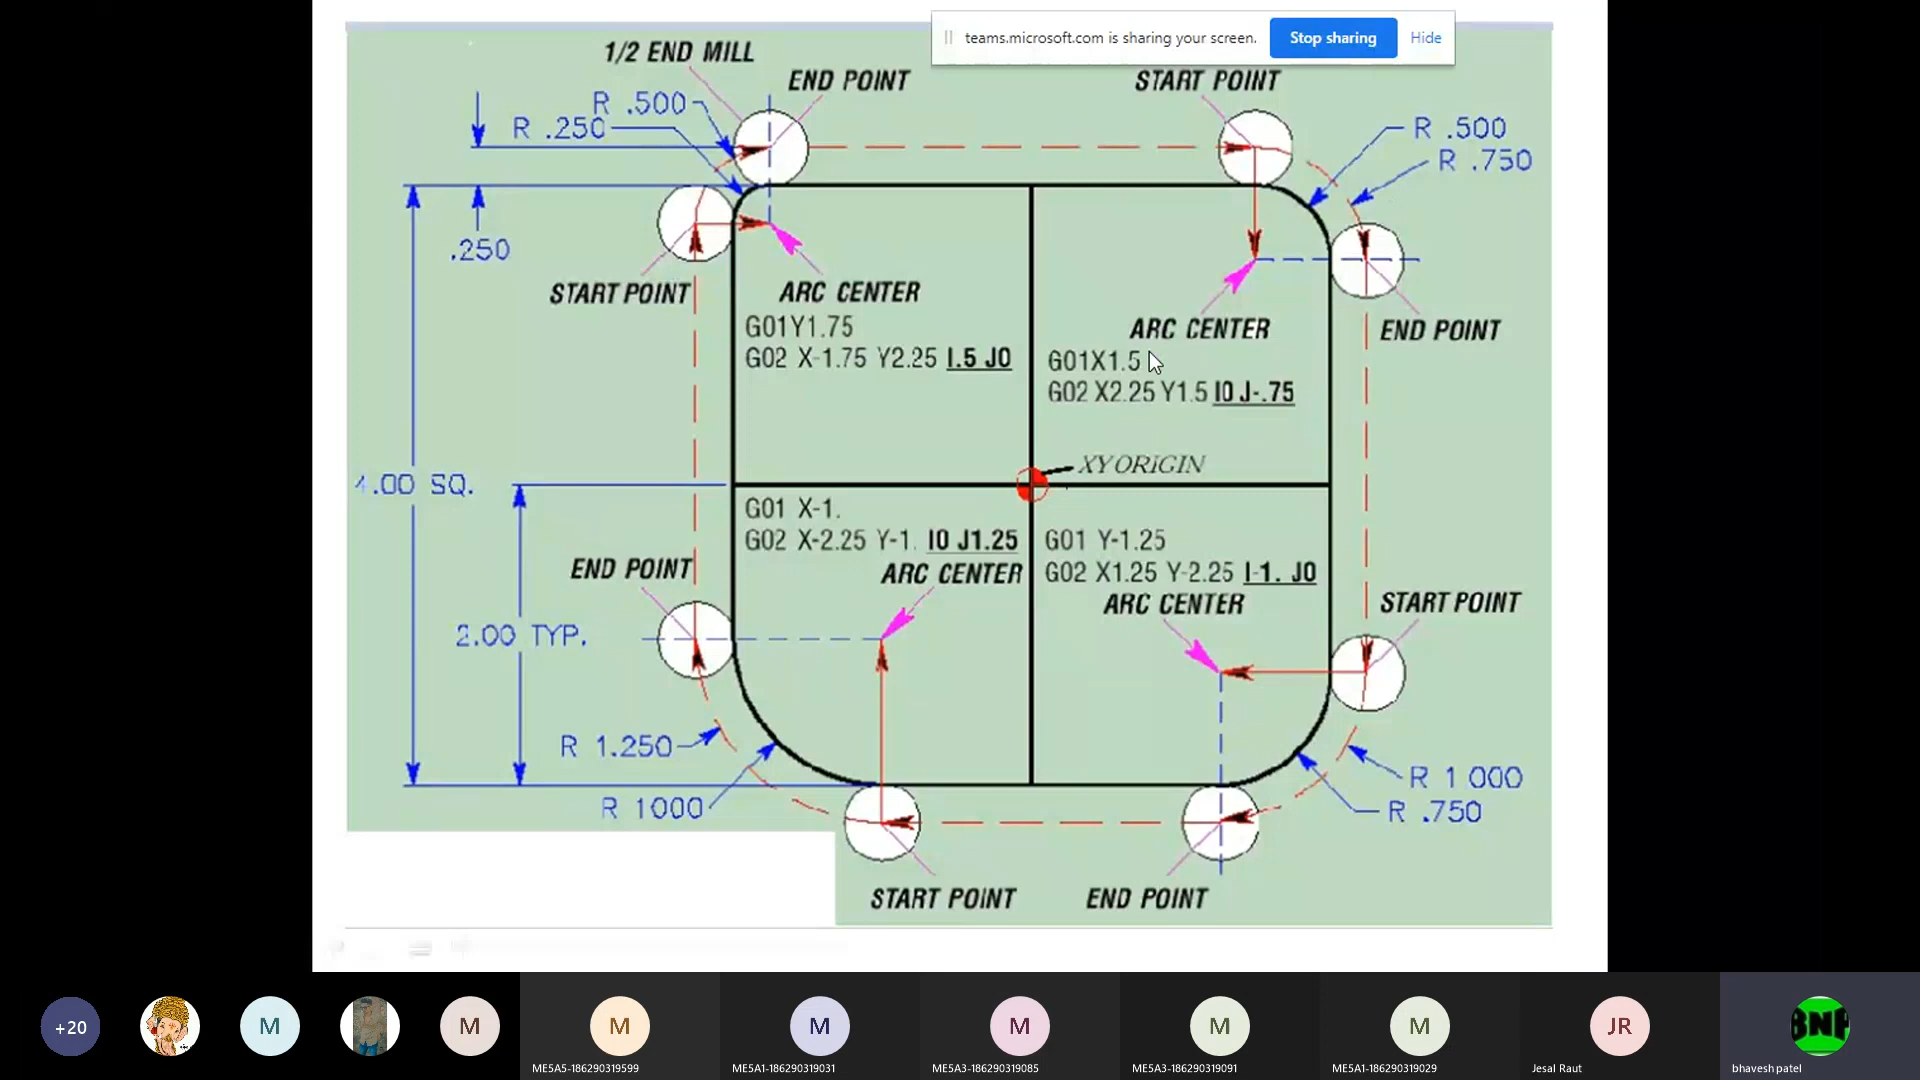 teams.microsoft.com is sharing your screen. Stop sharing Hide
1/2 END MILL
END POINT
START POINT
R .500
R .250
R .500
R .750
.250
START POINT
ARC CENTER
G01Y1.75
G02 X-1.75 Y2.25 I.5 J0
ARC CENTER
END POINT
G01X1.5
G02 X2.25 Y1.5 I0 J-.75
4.00 SQ.
XY ORIGIN
G01 X-1.
G02 X-2.25 Y-1. I0 J1.25
END POINT
ARC CENTER
G01 Y-1.25
G02 X1.25 Y-2.25 I-1. J0
ARC CENTER
START POINT
2.00 TYP.
R 1.250
R 1000
R 1 000
R .750
START POINT
END POINT
+20
M
M
M
M
M
M
M
JR
BNP
ME5A5-186290319599
ME5A1-186290319031
ME5A3-186290319085
ME5A3-186290319091
ME5A1-186290319029
Jesal Raut
bhavesh patel